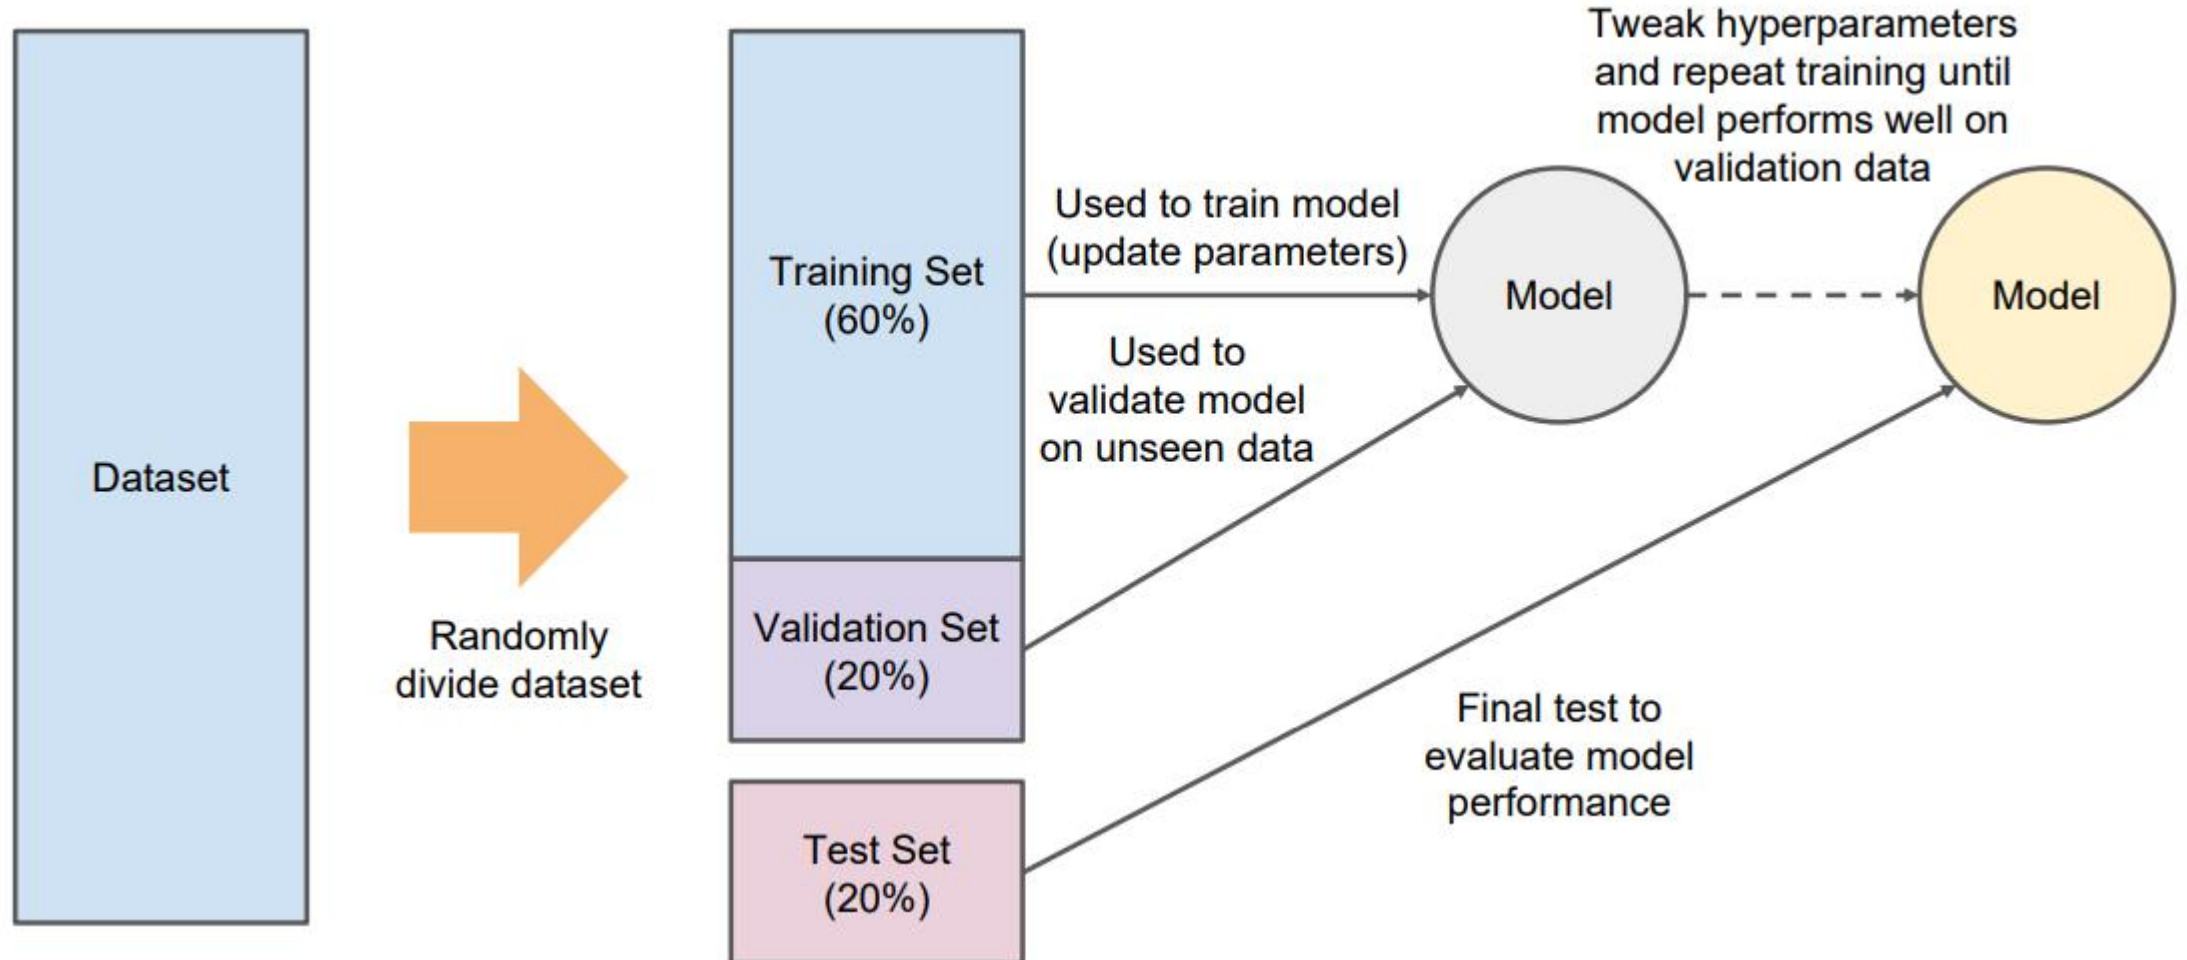 Dataset
Randomly
divide dataset
Training Set
(60%)
Validation Set
(20%)
Test Set
(20%)
Used to train model
(update parameters)
Used to
validate model
on unseen data
Model
Tweak hyperparameters
and repeat training until
model performs well on
validation data
Model
Final test to
evaluate model
performance